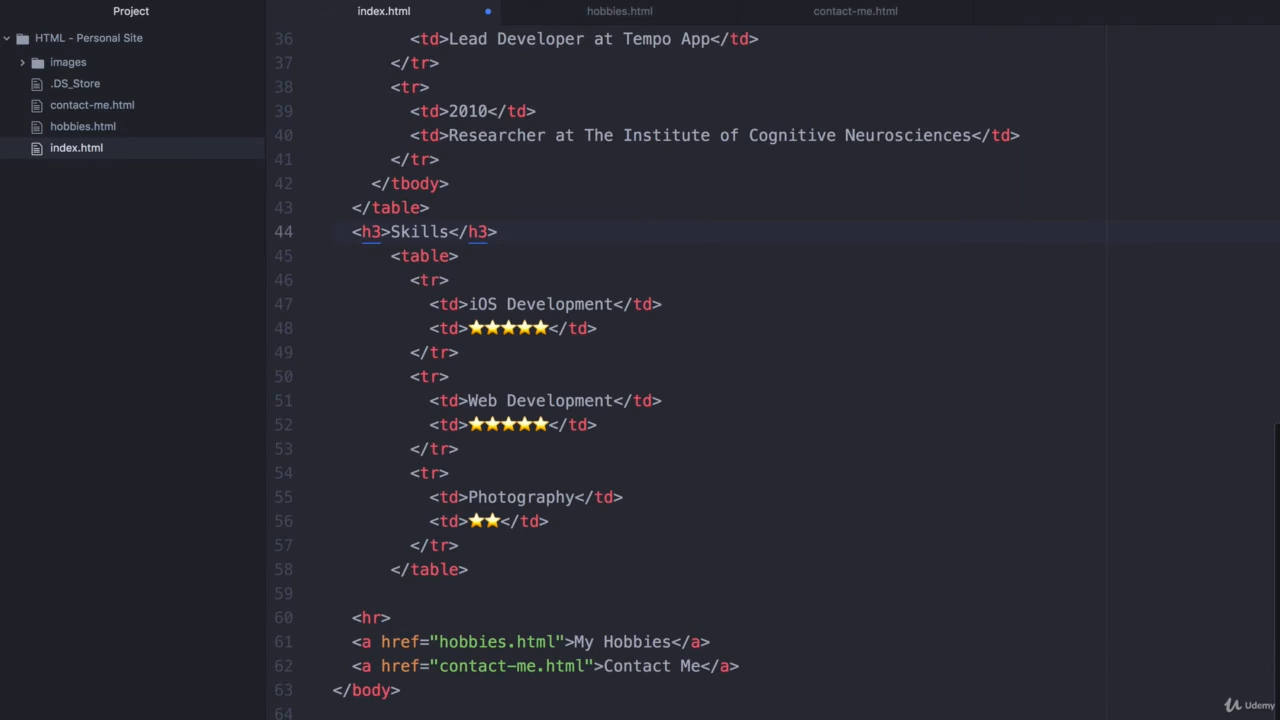 Project
index.html
hobbies.html
contact-me.html
HTML - Personal Site
images
.DS_Store
contact-me.html
hobbies.html
index.html
36 <td>Lead Developer at Tempo App</td>
37 </tr>
38 <tr>
39 <td>2010</td>
40 <td>Researcher at The Institute of Cognitive Neurosciences</td>
41 </tr>
42 </tbody>
43 </table>
44 <h3>Skills</h3>
45 <table>
46 <tr>
47 <td>iOS Development</td>
48 <td>⭐⭐⭐⭐⭐</td>
49 </tr>
50 <tr>
51 <td>Web Development</td>
52 <td>⭐⭐⭐⭐⭐</td>
53 </tr>
54 <tr>
55 <td>Photography</td>
56 <td>⭐⭐</td>
57 </tr>
58 </table>
59
60 <hr>
61 <a href="hobbies.html">My Hobbies</a>
62 <a href="contact-me.html">Contact Me</a>
63 </body>
64
Udemy